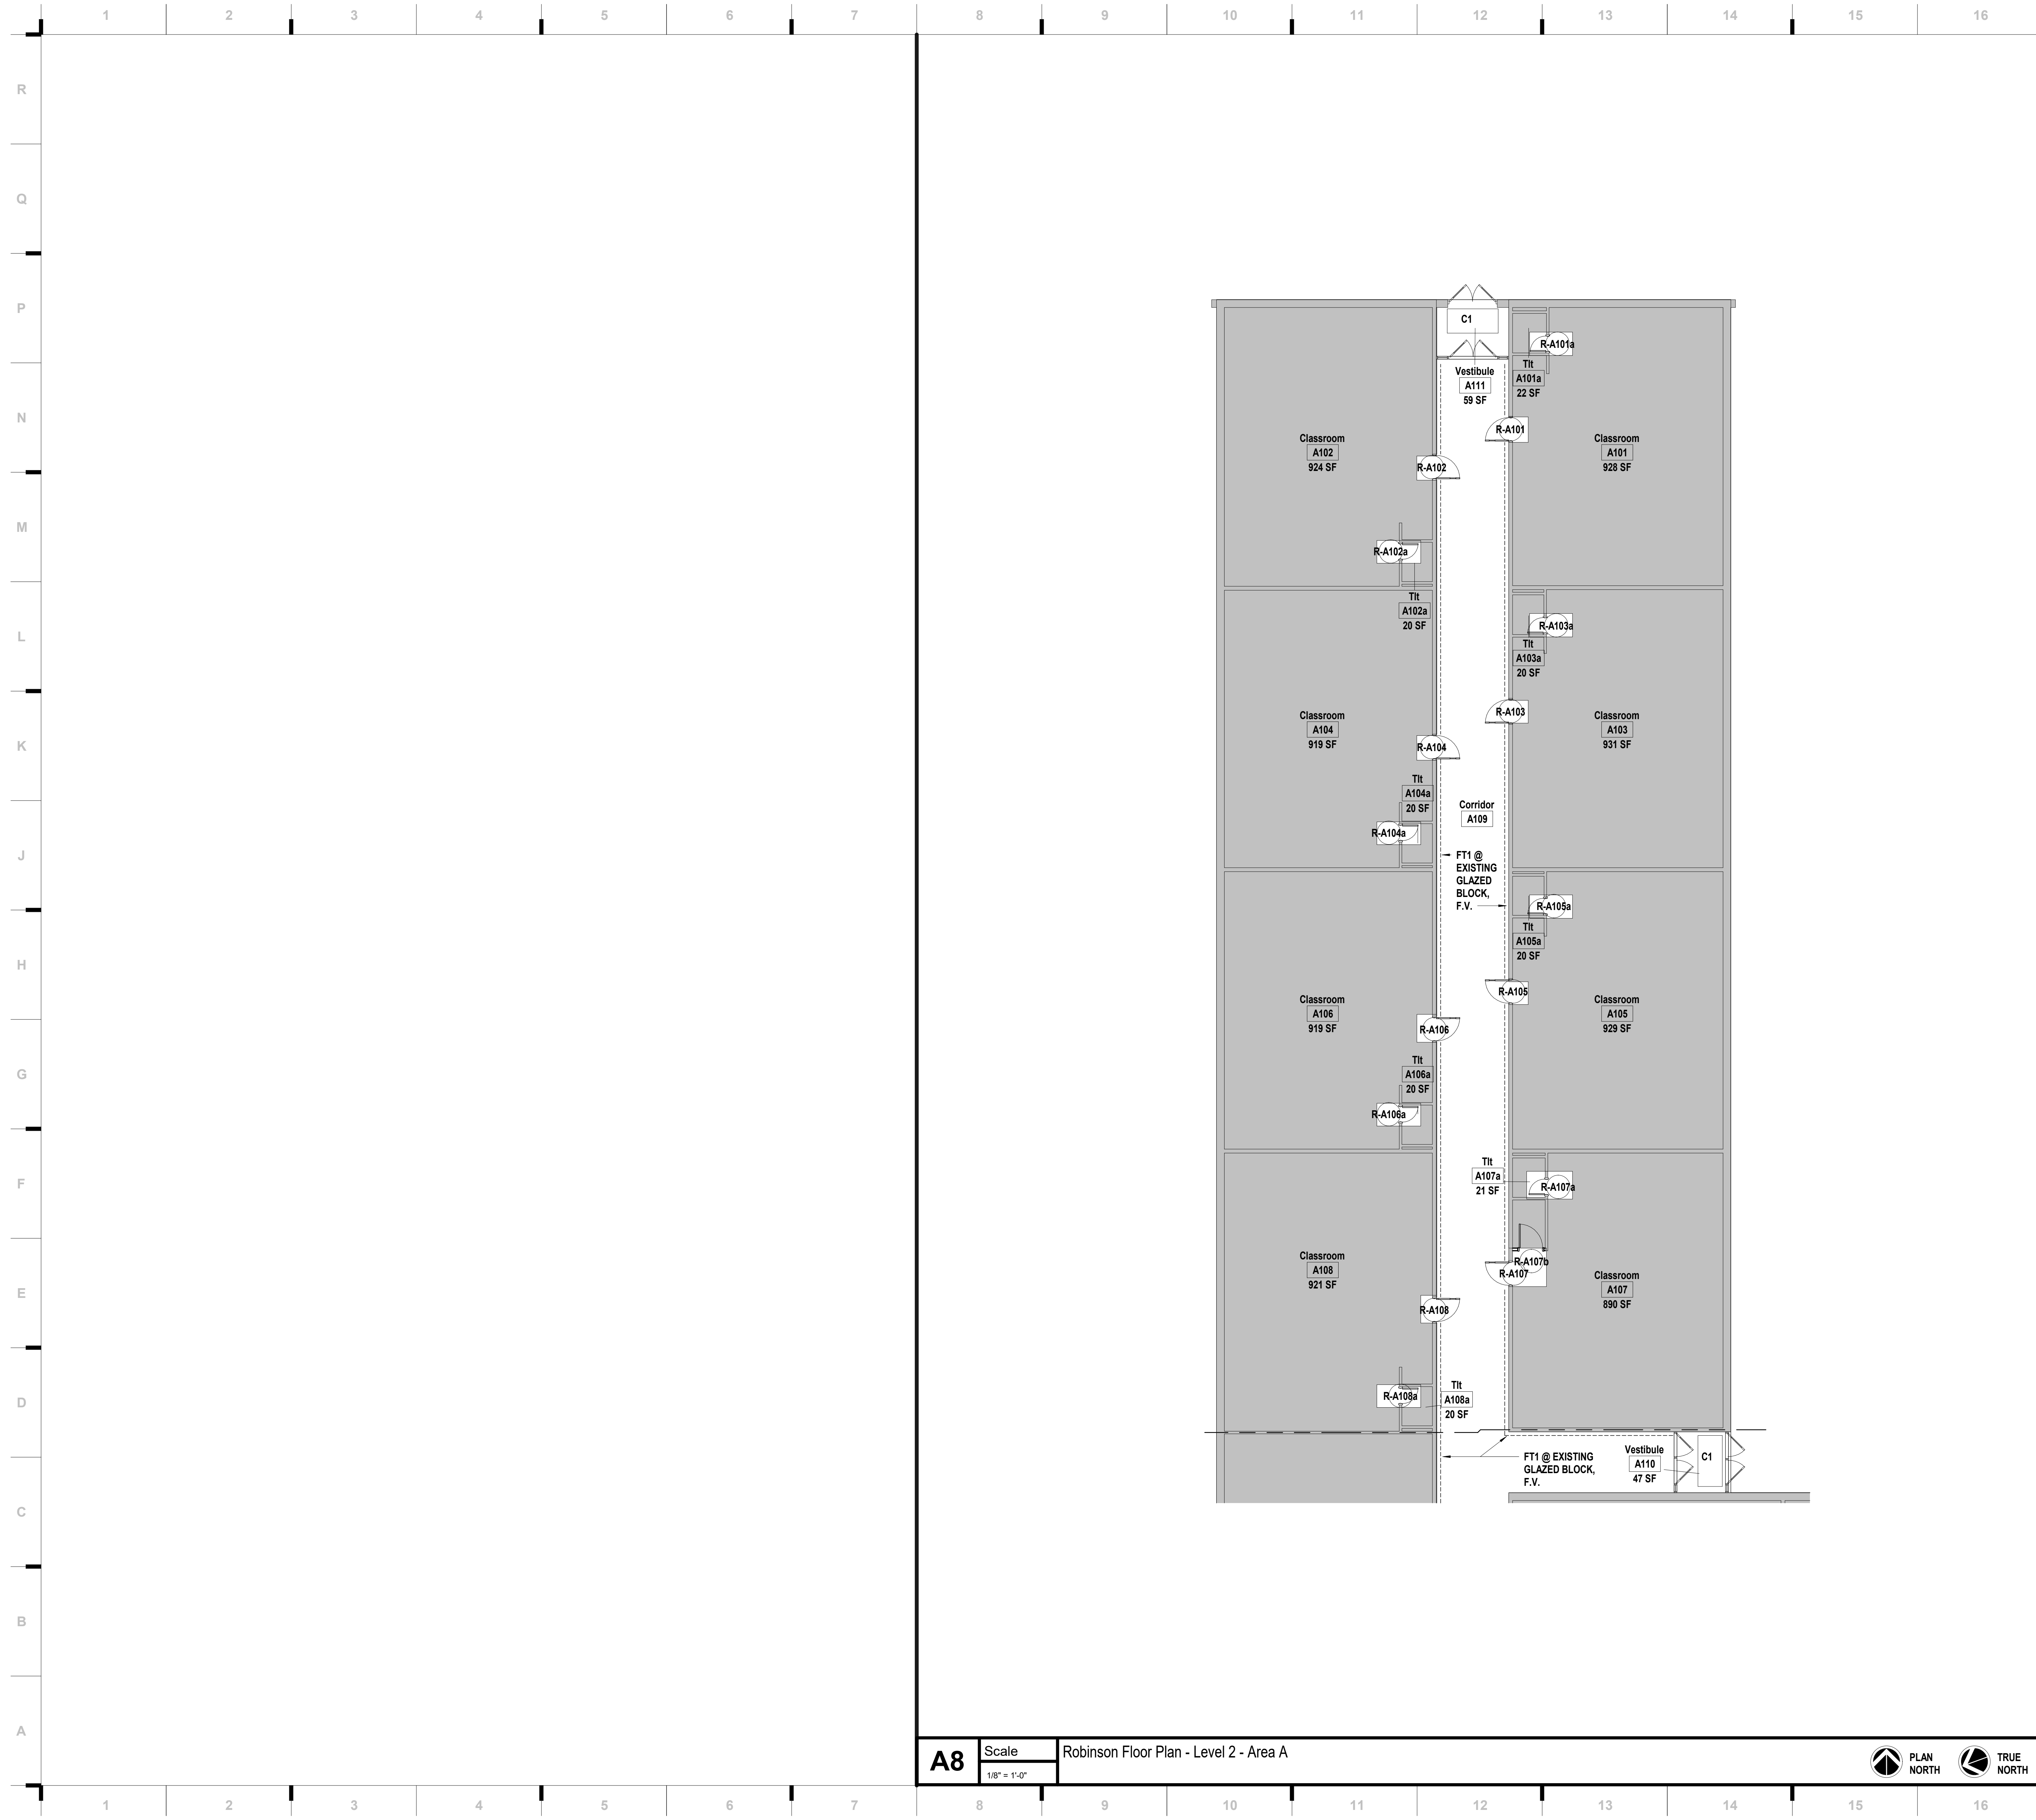 1 2 3 4 5 6 7 8 9 10 11 12 13 14 15 16
R
Q
P
N
M
L
K
J
H
G
F
E
D
C
B
A
C1
R-A101a
Tlt
A101a
22 SF
Vestibule
A111
59 SF
R-A101
Classroom
A102
924 SF
Classroom
A101
928 SF
R-A102
R-A102a
Tlt
A102a
20 SF
R-A103a
Tlt
A103a
20 SF
R-A103
Classroom
A104
919 SF
Classroom
A103
931 SF
R-A104
Tlt
A104a
20 SF
R-A104a
Corridor
A109
FT1 @
EXISTING
GLAZED
BLOCK,
F.V.
R-A105a
Tlt
A105a
20 SF
R-A105
Classroom
A106
919 SF
Classroom
A105
929 SF
R-A106
Tlt
A106a
20 SF
R-A106a
Tlt
A107a
21 SF
R-A107a
R-A107b
R-A107
Classroom
A108
921 SF
Classroom
A107
890 SF
R-A108
R-A108a
Tlt
A108a
20 SF
FT1 @ EXISTING
GLAZED BLOCK,
F.V.
Vestibule
A110
47 SF
C1
A8
Scale
1/8" = 1'-0"
Robinson Floor Plan - Level 2 - Area A
PLAN
NORTH
TRUE
NORTH
1 2 3 4 5 6 7 8 9 10 11 12 13 14 15 16